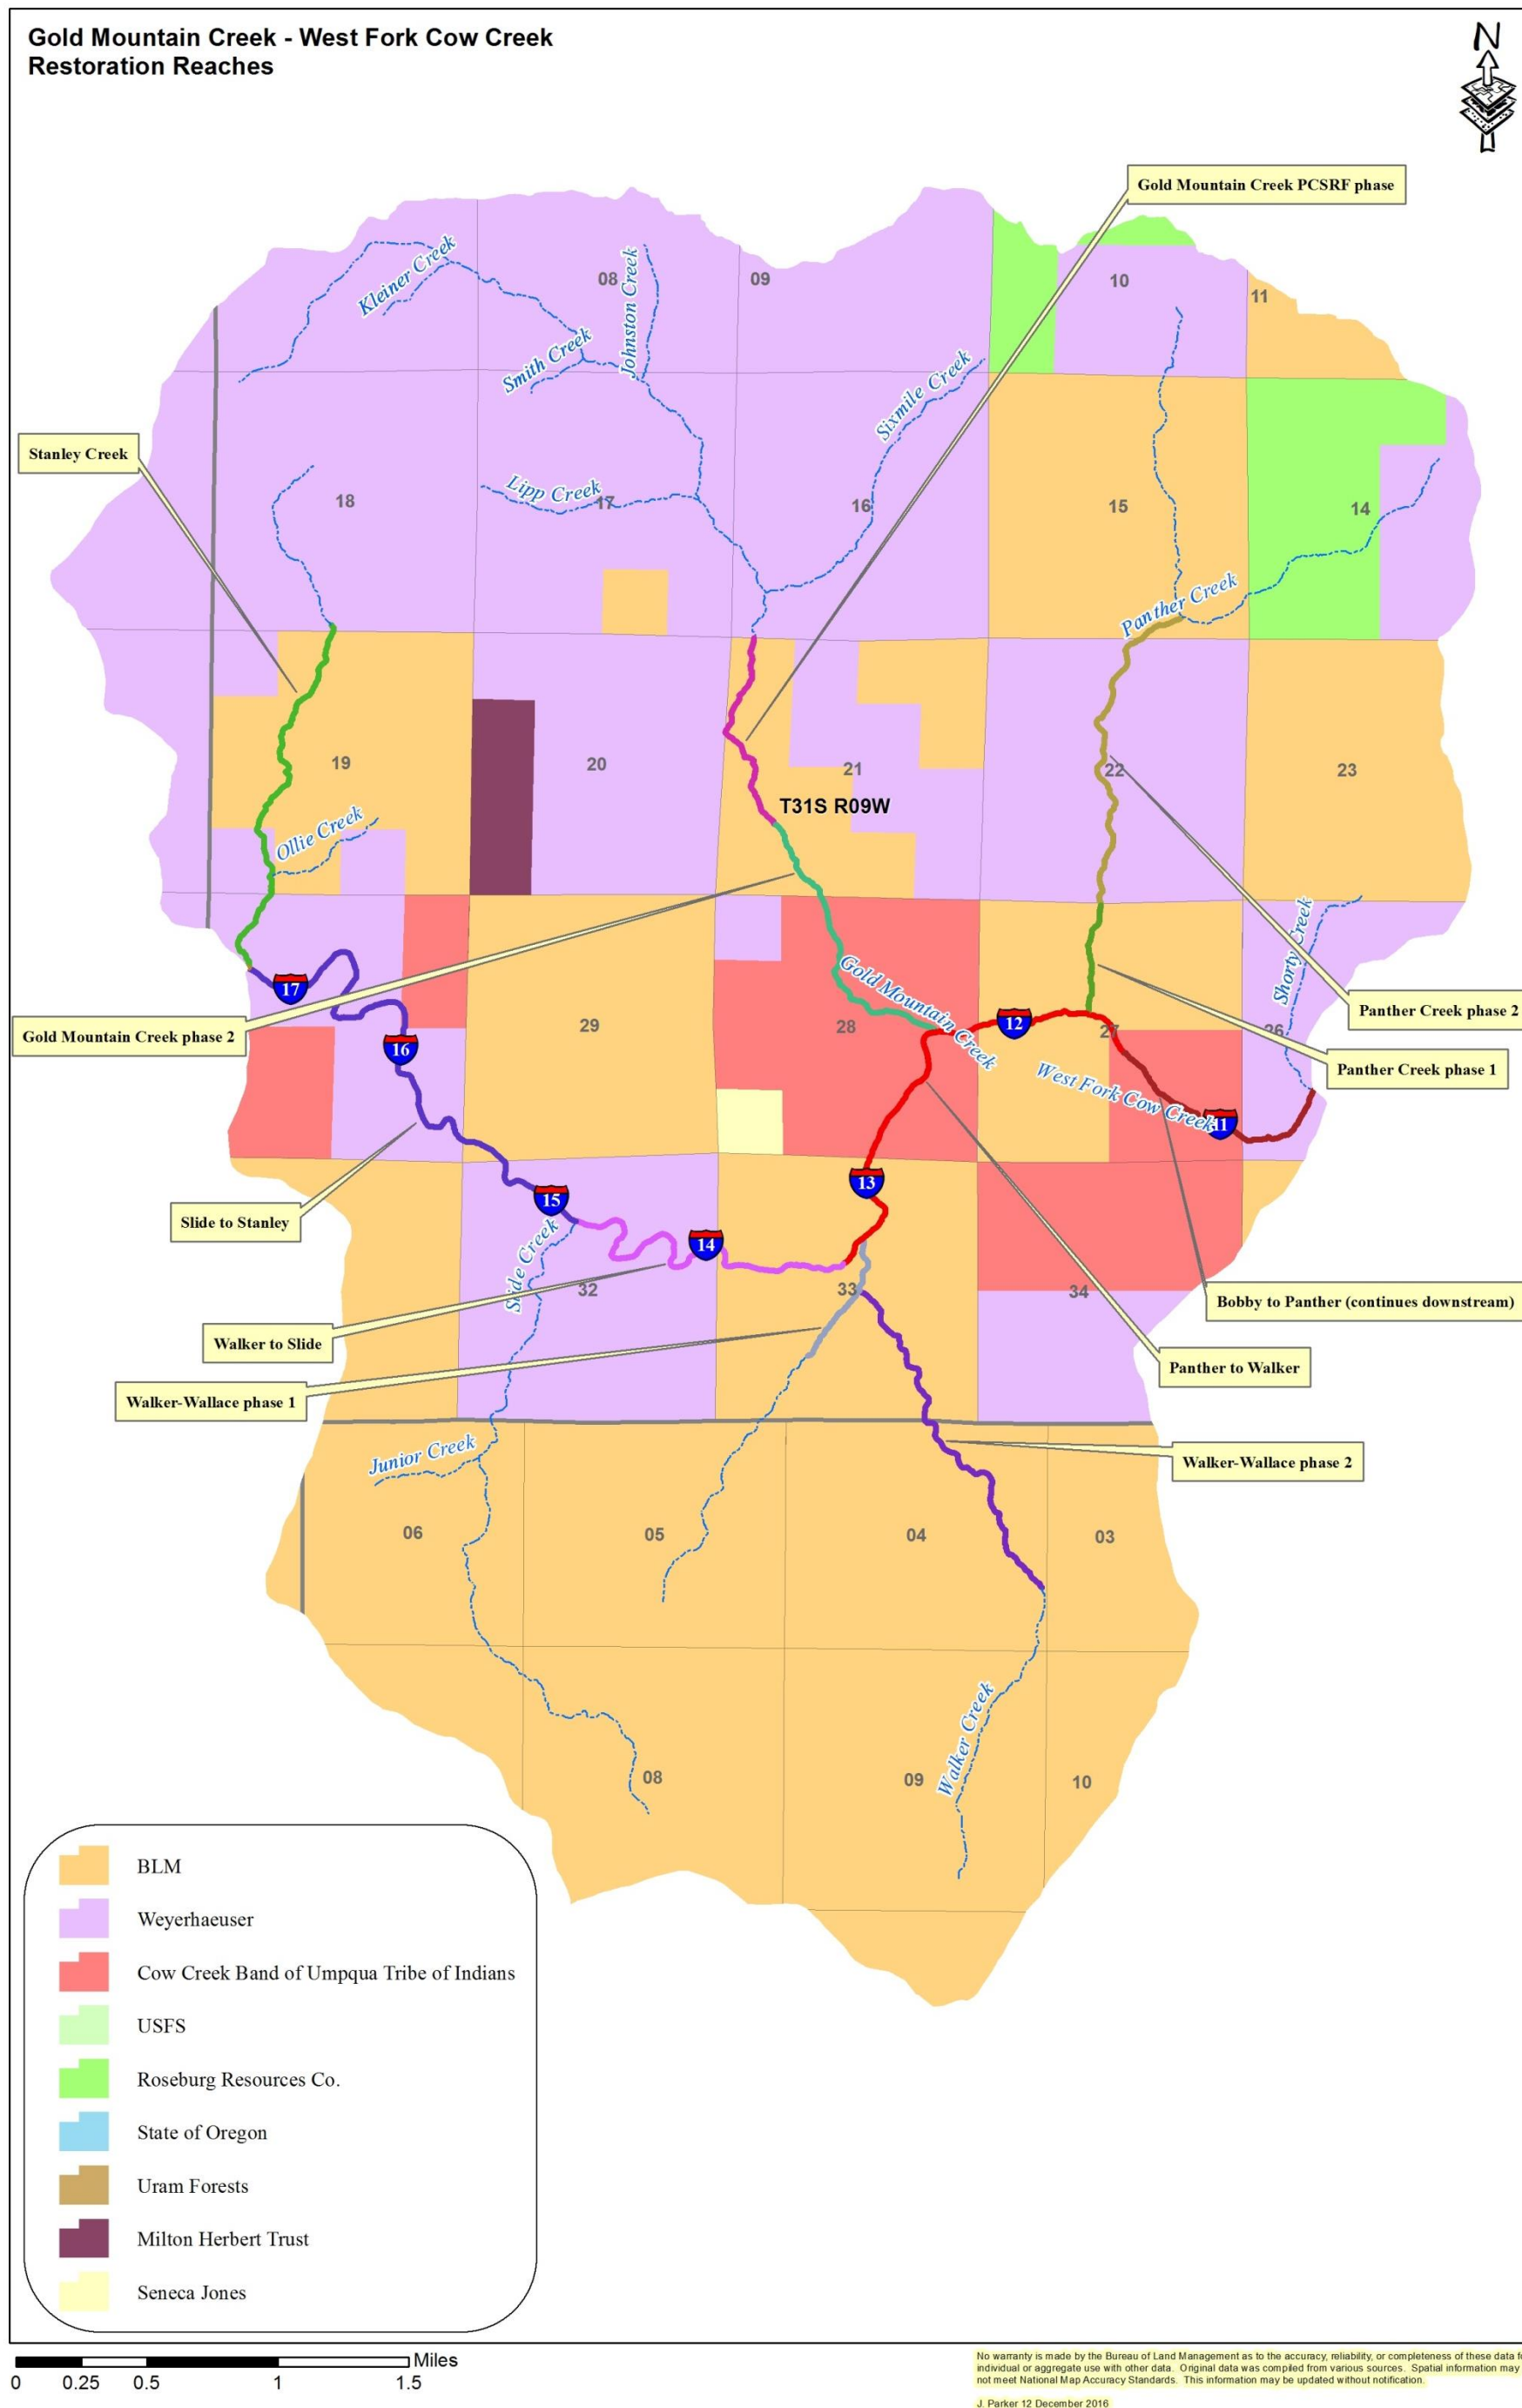 Gold Mountain Creek - West Fork Cow Creek
Restoration Reaches
N
Gold Mountain Creek PCSRF phase
Kleiner Creek
08
Johnston Creek
09
10
11
Smith Creek
Sixmile Creek
Stanley Creek
18
Lipp Creek
17
16
15
14
Panther Creek
19
20
21
22
23
T31S R09W
Ollie Creek
Shorty Creek
17
Gold Mountain Creek
Gold Mountain Creek phase 2
29
28
12
27
26
Panther Creek phase 2
16
West Fork Cow Creek
Panther Creek phase 1
11
13
15
Slide to Stanley
14
Slide Creek
32
33
34
Bobby to Panther (continues downstream)
Walker to Slide
Panther to Walker
Walker-Wallace phase 1
Junior Creek
Walker-Wallace phase 2
06
05
04
03
Walker Creek
08
09
10
BLM
Weyerhaeuser
Cow Creek Band of Umpqua Tribe of Indians
USFS
Roseburg Resources Co.
State of Oregon
Uram Forests
Milton Herbert Trust
Seneca Jones
Miles
0 0.25 0.5 1 1.5
No warranty is made by the Bureau of Land Management as to the accuracy, reliability, or completeness of these data
individual or aggregate use with other data. Original data was compiled from various sources. Spatial information may
not meet National Map Accuracy Standards. This information may be updated without notification.
J. Parker 12 December 2016